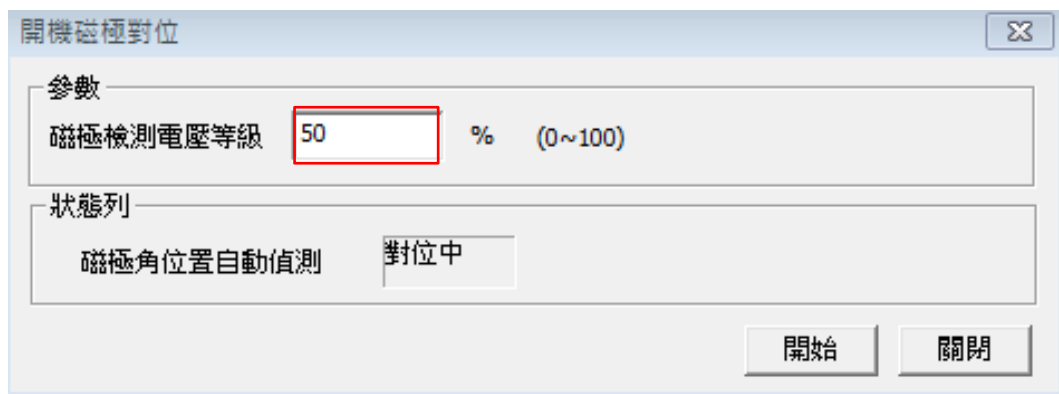 開機磁極對位
參數
磁極檢測電壓等級 50 % (0~100)
狀態列
磁極角位置自動偵測 對位中
開始 關閉